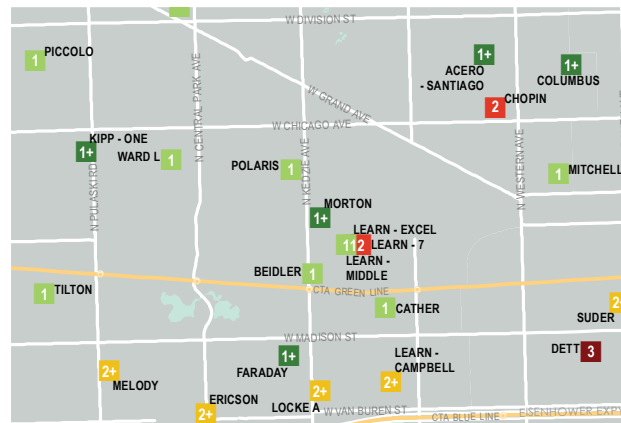 W DIVISION ST
PICCOLO
1
N CENTRAL PARK AVE
1+
ACERO
- SANTIAGO
1+
COLUMBUS
W GRAND AVE
2
CHOPIN
W CHICAGO AVE
KIPP - ONE
1+
WARD L
1
N PULASKI RD
POLARIS
1
N KEDZIE AVE
N WESTERN AVE
1
MITCHELL
MORTON
1+
LEARN - EXCEL
11
2
LEARN - 7
LEARN -
MIDDLE
BEIDLER
1
1
TILTON
CTA GREEN LINE
1
CATHER
2+
SUDER
W MADISON ST
FARADAY
1+
LEARN -
CAMPBELL
2+
DETT
3
2+
MELODY
ERICSON
2+
LOCKE A
2+
W VAN BUREN ST
CTA BLUE LINE
EISENHOWER EXPY